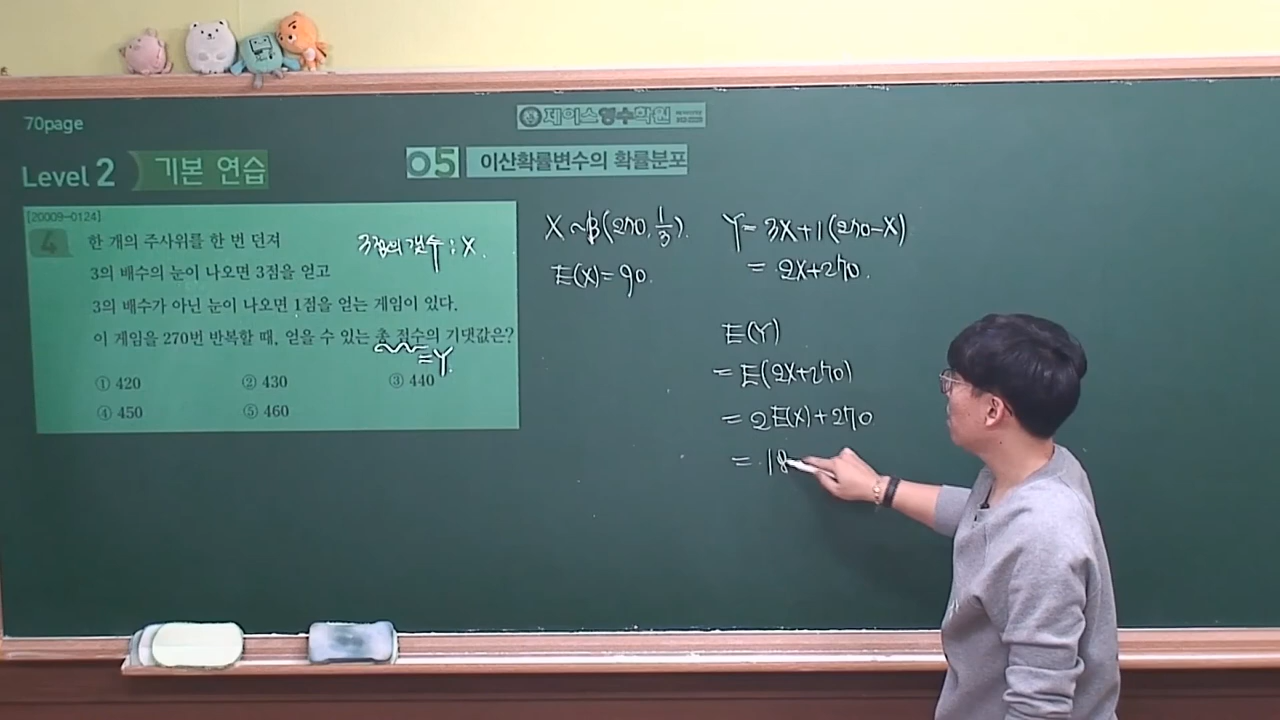 70page
제이스영수학원
Level 2 기본 연습
05 이산확률변수의 확률분포
[20009-0124]
4 한 개의 주사위를 한 번 던져
3의 배수의 눈이 나오면 3점을 얻고
3의 배수가 아닌 눈이 나오면 1점을 얻는 게임이 있다.
이 게임을 270번 반복할 때, 얻을 수 있는 총 점수의 기댓값은?
① 420 ② 430 ③ 440
④ 450 ⑤ 460
3점의 갯수 : X.
=Y.
X ~ B(270, 1/3).
E(X) = 90.
Y = 3X+1(270-X)
= 2X+270.
E(Y)
= E(2X+270)
= 2E(X)+270
= 18